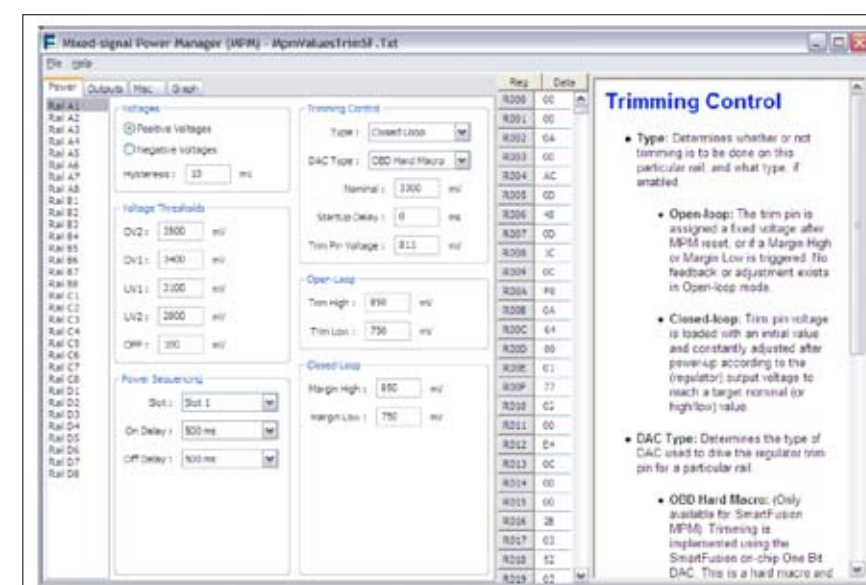 Mixed-signal Power Manager (MPM) - MpmValuesTrimSF.Txt
File Help
Power Outputs Misc Graph
Rail A1
Rail A2
Rail A3
Rail A4
Rail A5
Rail A6
Rail A7
Rail A8
Rail B1
Rail B2
Rail B3
Rail B4
Rail B5
Rail B6
Rail B7
Rail B8
Rail C1
Rail C2
Rail C3
Rail C4
Rail C5
Rail C6
Rail C7
Rail C8
Rail D1
Rail D2
Rail D3
Rail D4
Rail D5
Rail D6
Rail D7
Rail D8
Voltages
Positive Voltages
Negative Voltages
Hysteresis : 10 mV
Voltage Thresholds
OV2 : 3800 mV
OV1 : 3400 mV
UV1 : 3100 mV
UV2 : 2800 mV
OFF : 100 mV
Power Sequencing
Slot : Slot 1
On Delay : 500 ms
Off Delay : 500 ms
Trimming Control
Type : Closed Loop
DAC Type : OBD Hard Macro
Nominal : 3300 mV
Startup Delay : 0 ms
Trim Pin Voltage : 811 mV
Open-Loop
Trim High : 850 mV
Trim Low : 750 mV
Closed-Loop
Margin High : 850 mV
Margin Low : 750 mV
Reg Data
R000 00
R001 00
R002 0A
R003 00
R004 AC
R005 0D
R006 48
R007 0D
R008 1C
R009 0C
R00A F0
R00B 0A
R00C 64
R00D 00
R00E 01
R00F 77
R010 02
R011 00
R012 E4
R013 0C
R014 00
R015 00
R016 2B
R017 03
R018 52
R019 03
Trimming Control
Type: Determines whether or not
trimming is to be done on this
particular rail, and what type, if
enabled.
Open-loop: The trim pin is
assigned a fixed voltage after
MPM reset, or if a Margin High
or Margin Low is triggered. No
feedback or adjustment exists
in Open-loop mode.
Closed-loop: Trim pin voltage
is loaded with an initial value
and constantly adjusted after
power-up according to the
(regulator) output voltage to
reach a target nominal (or
high/low) value.
DAC Type: Determines the type of
DAC used to drive the regulator trim
pin for a particular rail.
OBD Hard Macro: (Only
available for SmartFusion
MPM). Trimming is
implemented using the
SmartFusion on-chip One Bit
DAC. This is a hard macro and